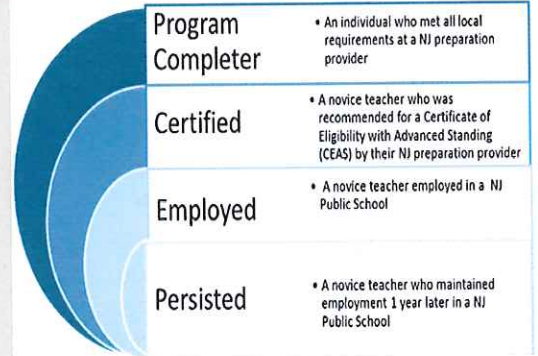 Program
Completer
• An individual who met all local
requirements at a NJ preparation
provider
Certified
• A novice teacher who was
recommended for a Certificate of
Eligibility with Advanced Standing
(CEAS) by their NJ preparation provider
Employed
• A novice teacher employed in a NJ
Public School
Persisted
• A novice teacher who maintained
employment 1 year later in a NJ
Public School